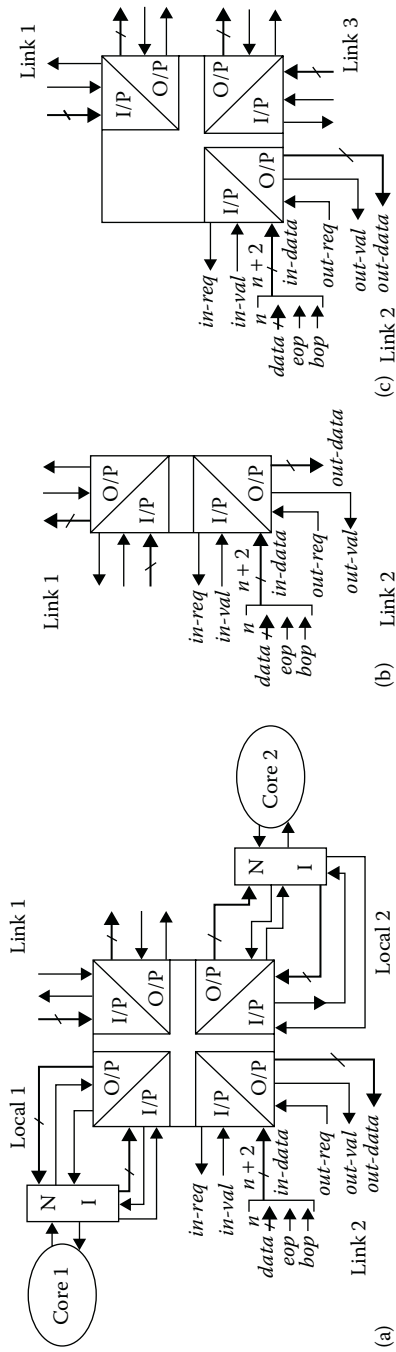 Core 1
N
I
Local 1
Link 1
O/P
I/P
I/P
O/P
I/P
O/P
O/P
I/P
N
I
Core 2
Local 2
in-req
in-val
n
n + 2
data
eop
bop
in-data
out-req
out-val
out-data
Link 2
(a)
Link 1
O/P
I/P
I/P
O/P
in-req
in-val
n
n + 2
data
eop
bop
in-data
out-req
out-val
out-data
Link 2
(b)
Link 1
I/P
O/P
I/P
O/P
O/P
I/P
Link 3
in-req
in-val
n
n + 2
data
eop
bop
in-data
out-req
out-val
out-data
Link 2
(c)